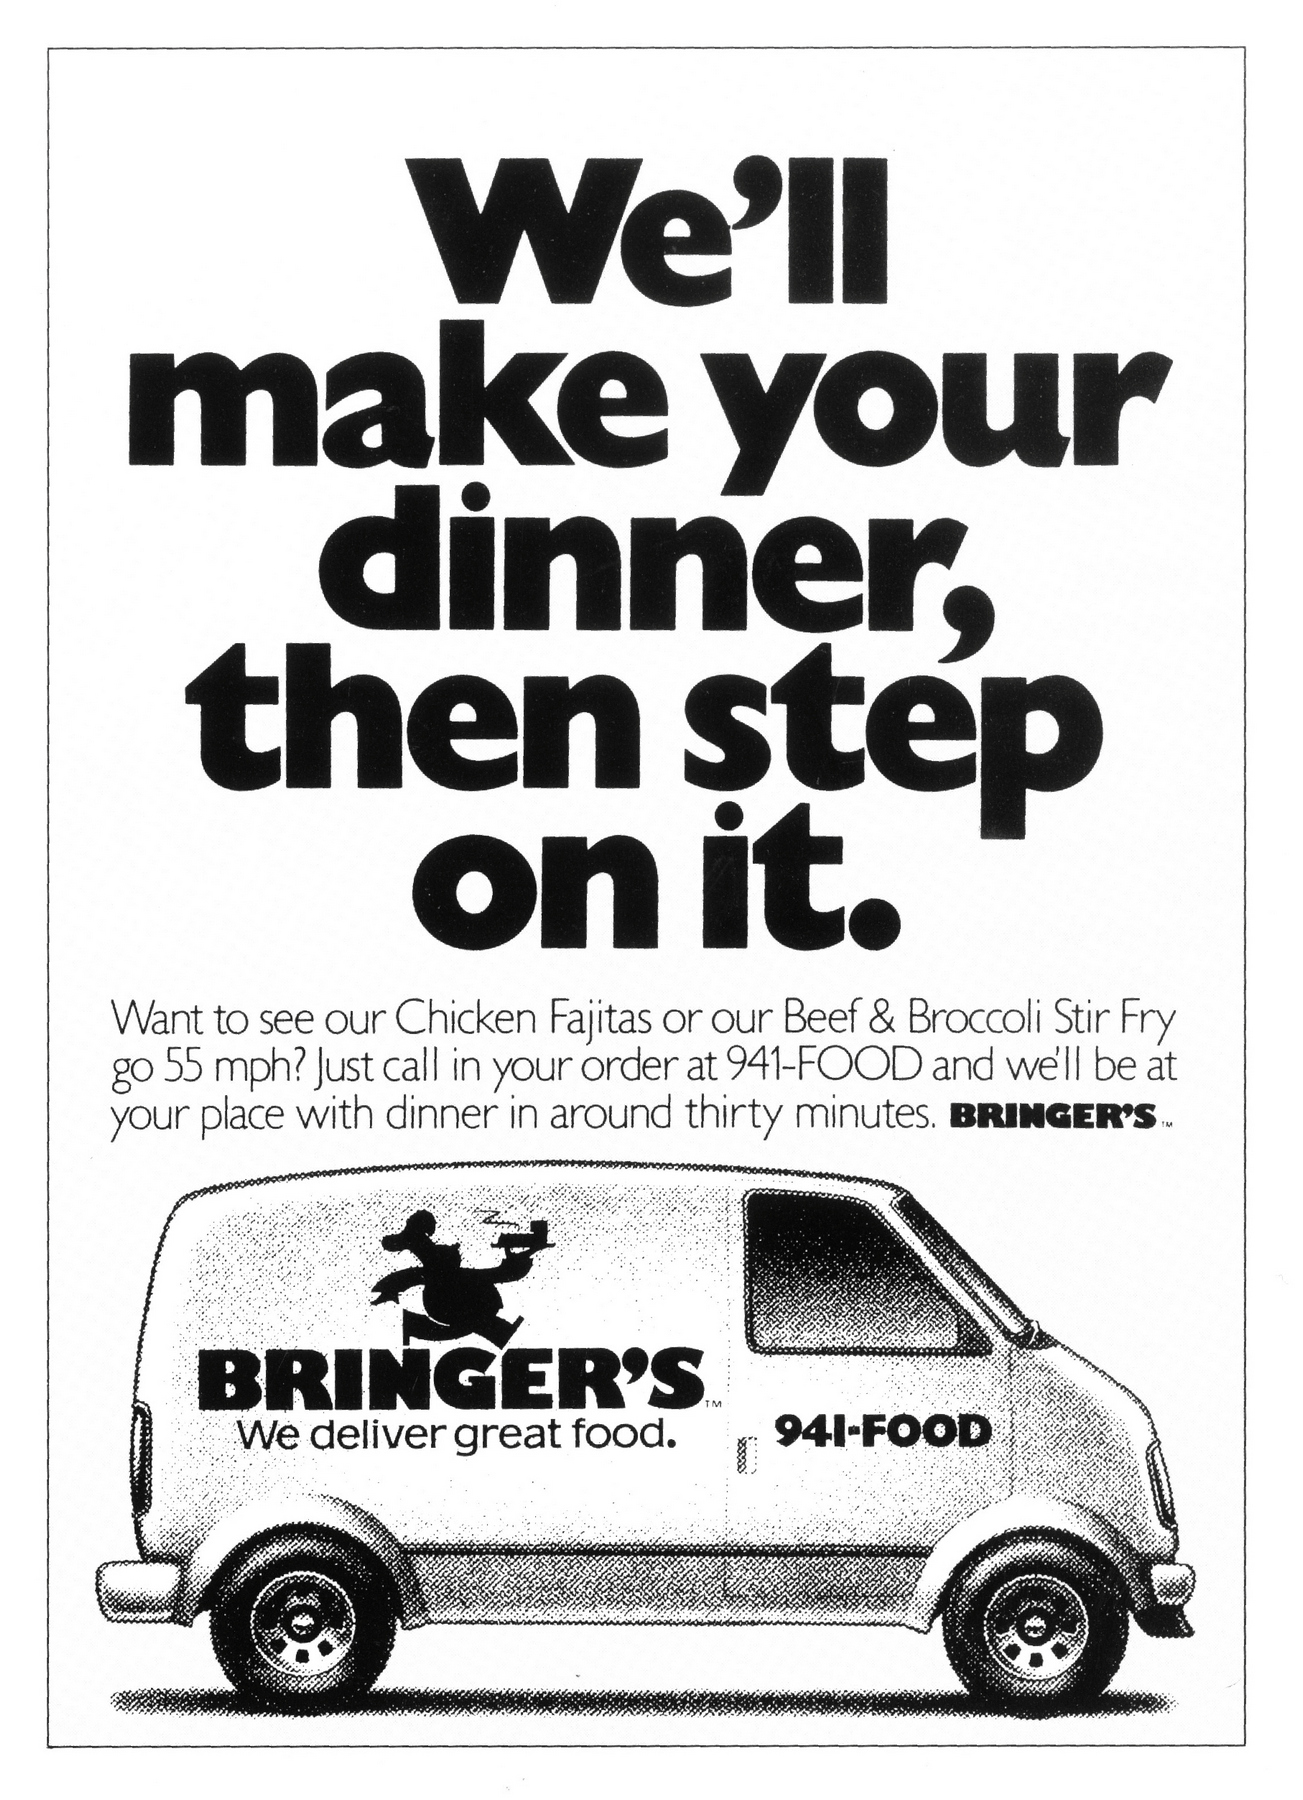 We'll
make your
dinner,
then step
on it.
Want to see our Chicken Fajitas or our Beef & Broccoli Stir Fry
go 55 mph? Just call in your order at 941-FOOD and we'll be at
your place with dinner in around thirty minutes. BRINGER'S™
BRINGER'S™
We deliver great food.
941-FOOD